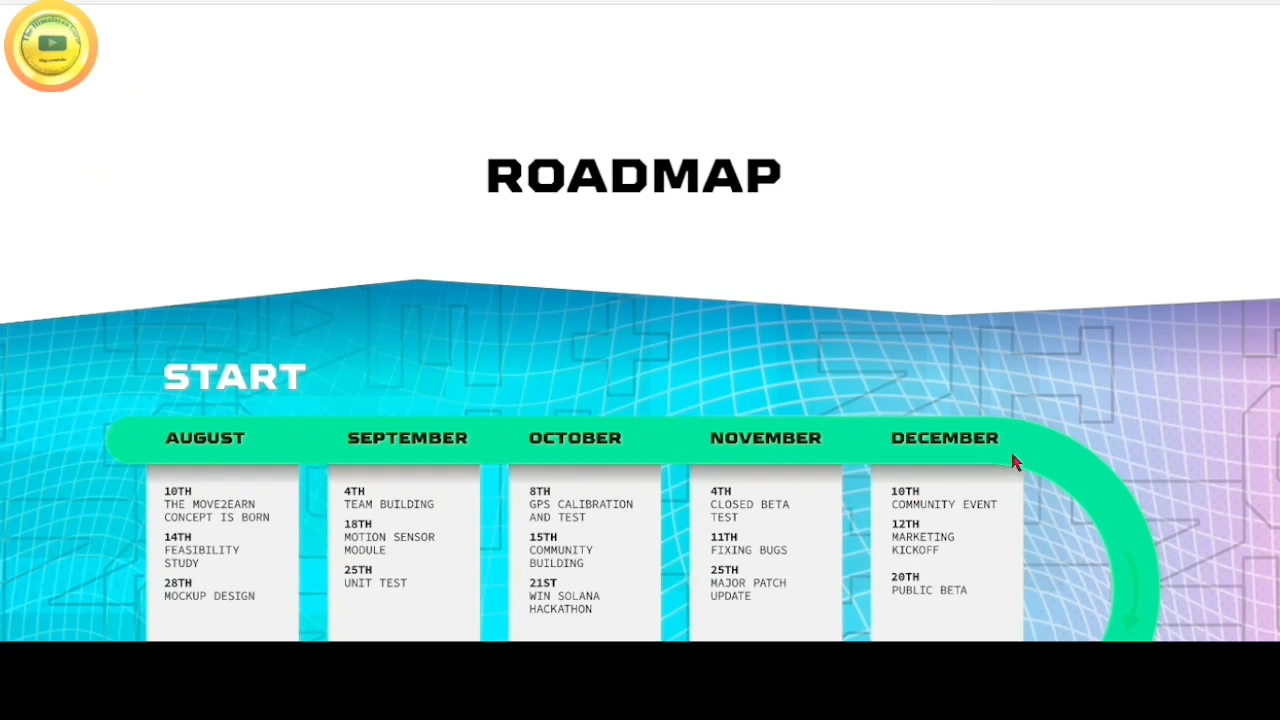 The Himalayan
ROADMAP
START
AUGUST
10TH
THE MOVE2EARN
CONCEPT IS BORN
14TH
FEASIBILITY
STUDY
28TH
MOCKUP DESIGN
SEPTEMBER
4TH
TEAM BUILDING
18TH
MOTION SENSOR
MODULE
25TH
UNIT TEST
OCTOBER
8TH
GPS CALIBRATION
AND TEST
15TH
COMMUNITY
BUILDING
21ST
WIN SOLANA
HACKATHON
NOVEMBER
4TH
CLOSED BETA
TEST
11TH
FIXING BUGS
25TH
MAJOR PATCH
UPDATE
DECEMBER
10TH
COMMUNITY EVENT
12TH
MARKETING
KICKOFF
20TH
PUBLIC BETA